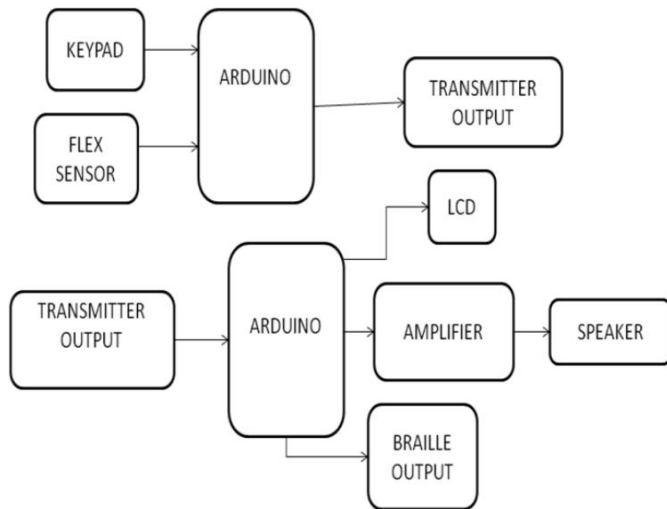 KEYPAD
ARDUINO
FLEX
SENSOR
TRANSMITTER
OUTPUT
LCD
TRANSMITTER
OUTPUT
ARDUINO
AMPLIFIER
SPEAKER
BRAILLE
OUTPUT